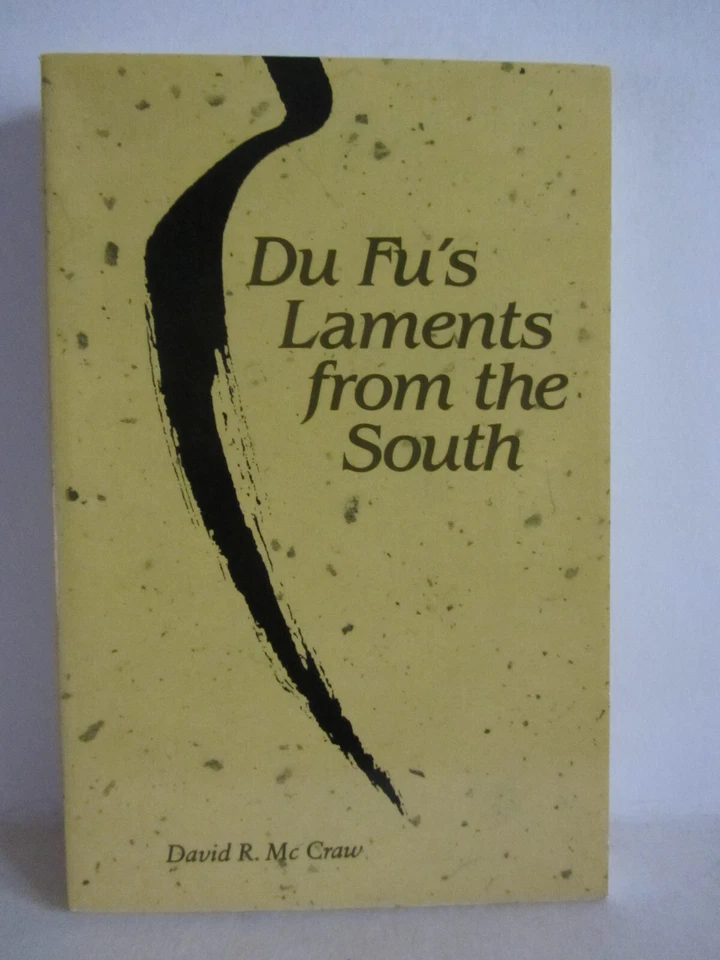 Du Fu's
Laments
from the
South
David R. Mc Craw